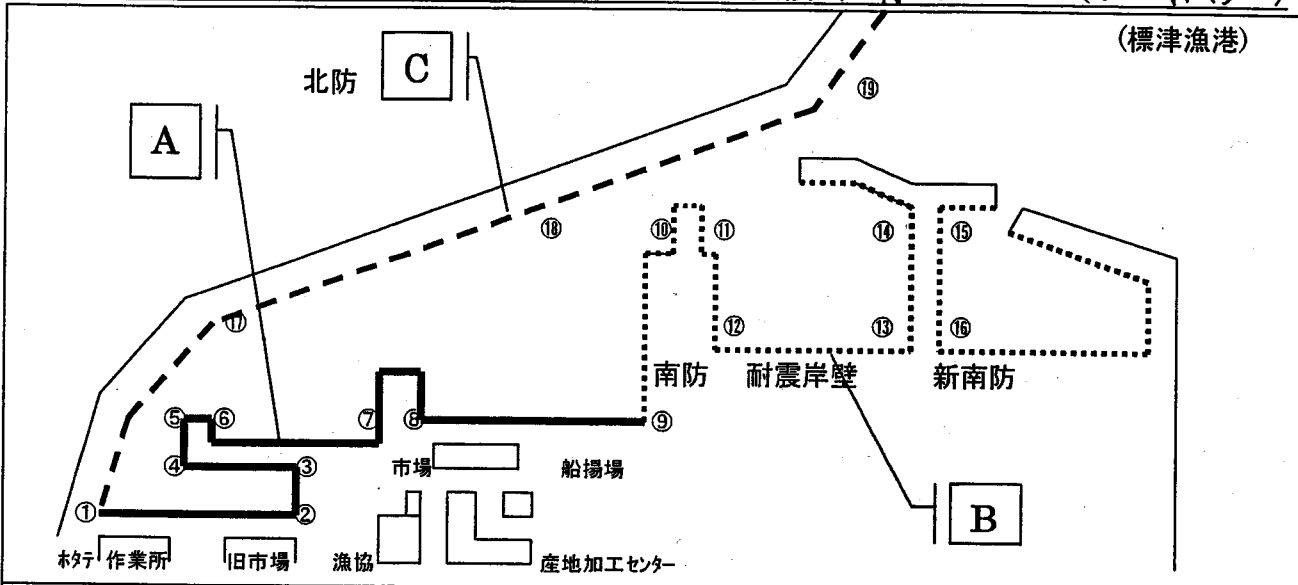 (標津漁港)
北防
C
A
⑲
⑱
⑩
⑪
⑭
⑮
⑰
⑫
⑬
⑯
南防
耐震岸壁
新南防
⑤
⑥
⑦
⑧
⑨
④
③
市場
船揚場
①
②
B
ホタテ 作業所
旧市場
漁協
産地加工センター